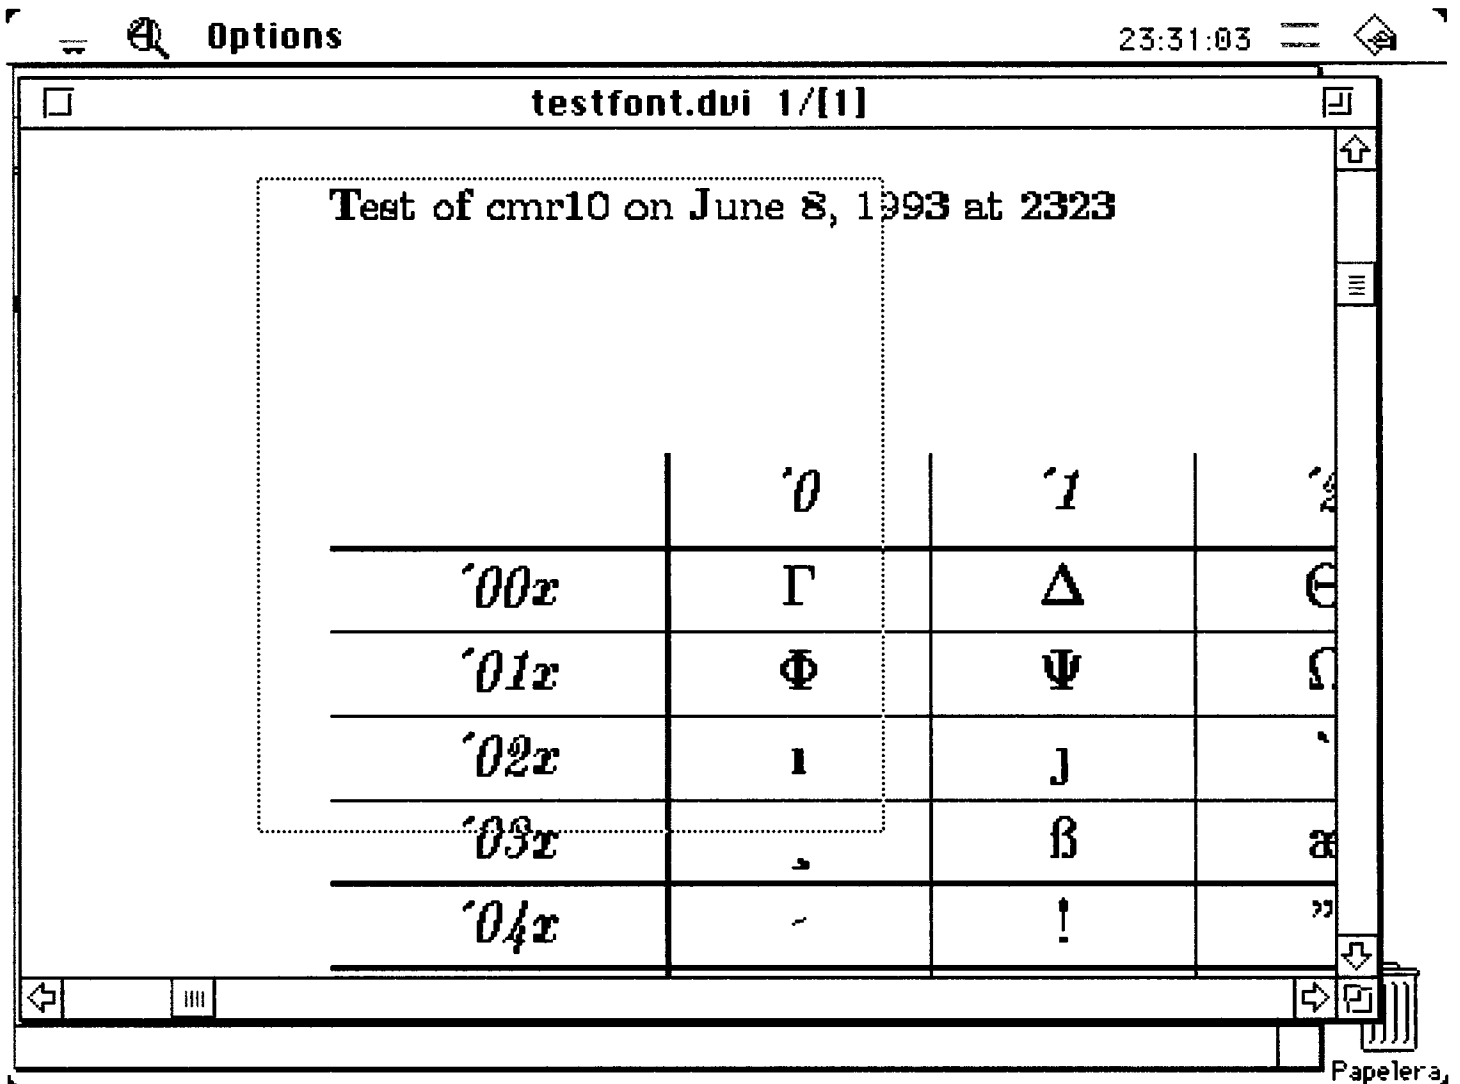 Options 23:31:03
testfont.dvi 1/[1]
Test of cmr10 on June 8, 1993 at 2323
´0 ´1 ´2
´00x Γ Δ Θ
´01x Φ Ψ Ω
´02x ı ȷ `
´03x ¸ ß æ
´04x ! ”
Papelera